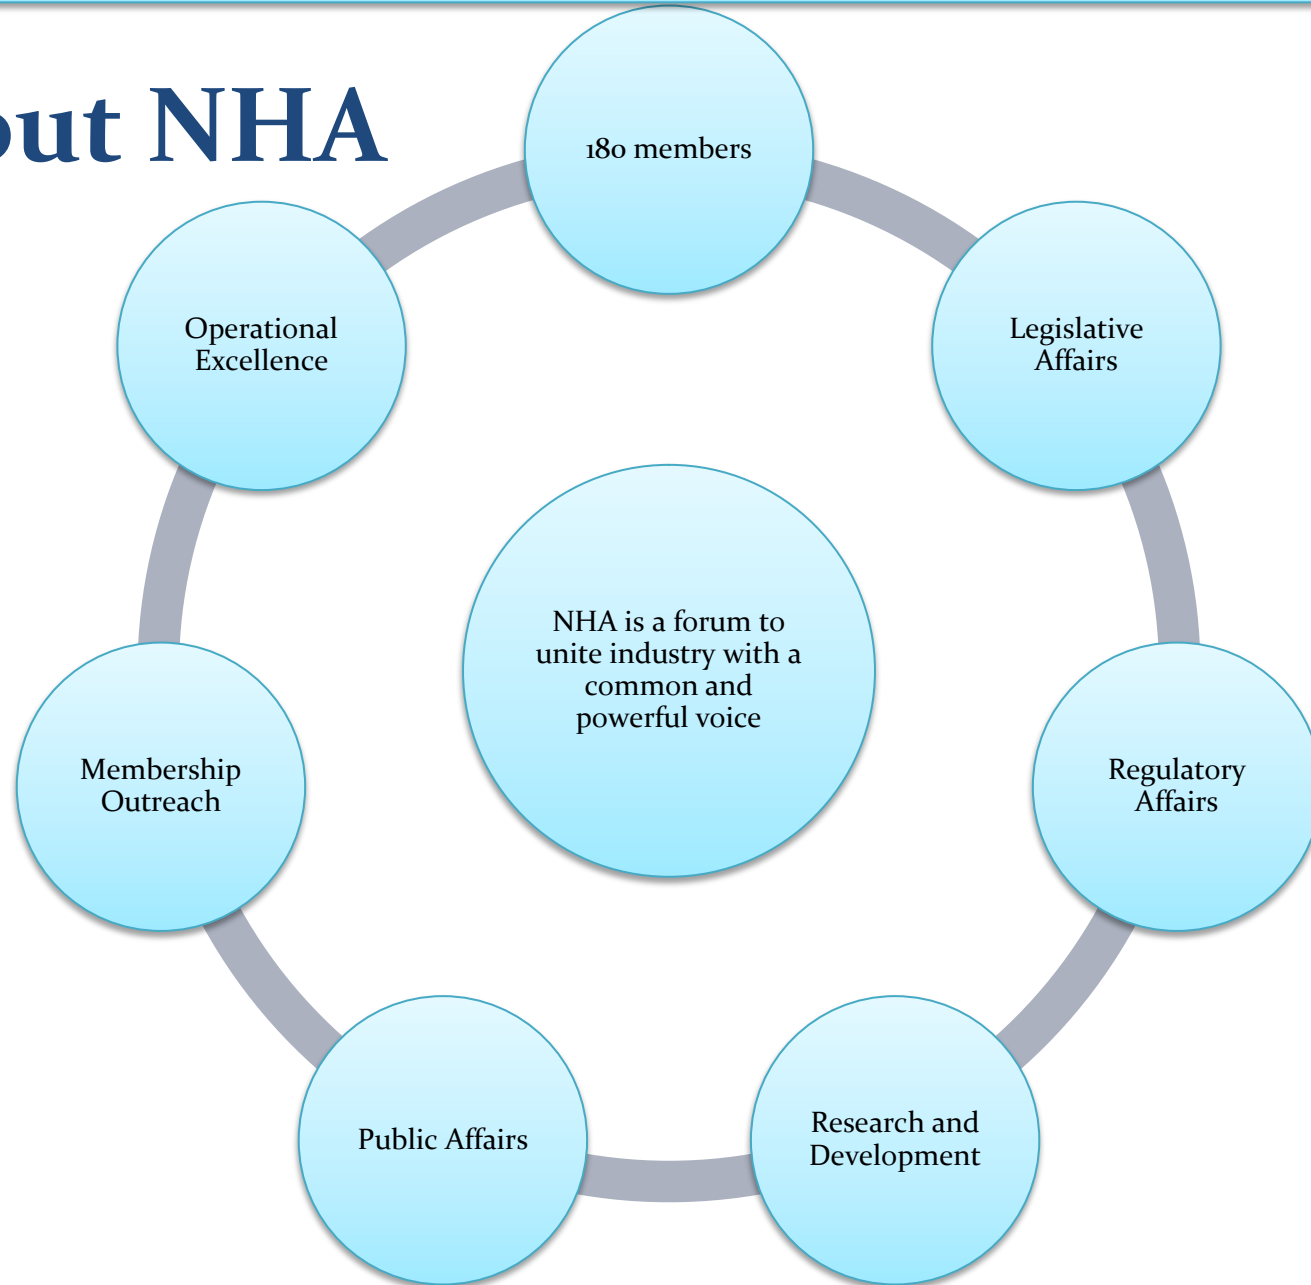 out NHA
180 members
Legislative
Affairs
Regulatory
Affairs
Research and
Development
Public Affairs
Membership
Outreach
Operational
Excellence
NHA is a forum to
unite industry with a
common and
powerful voice